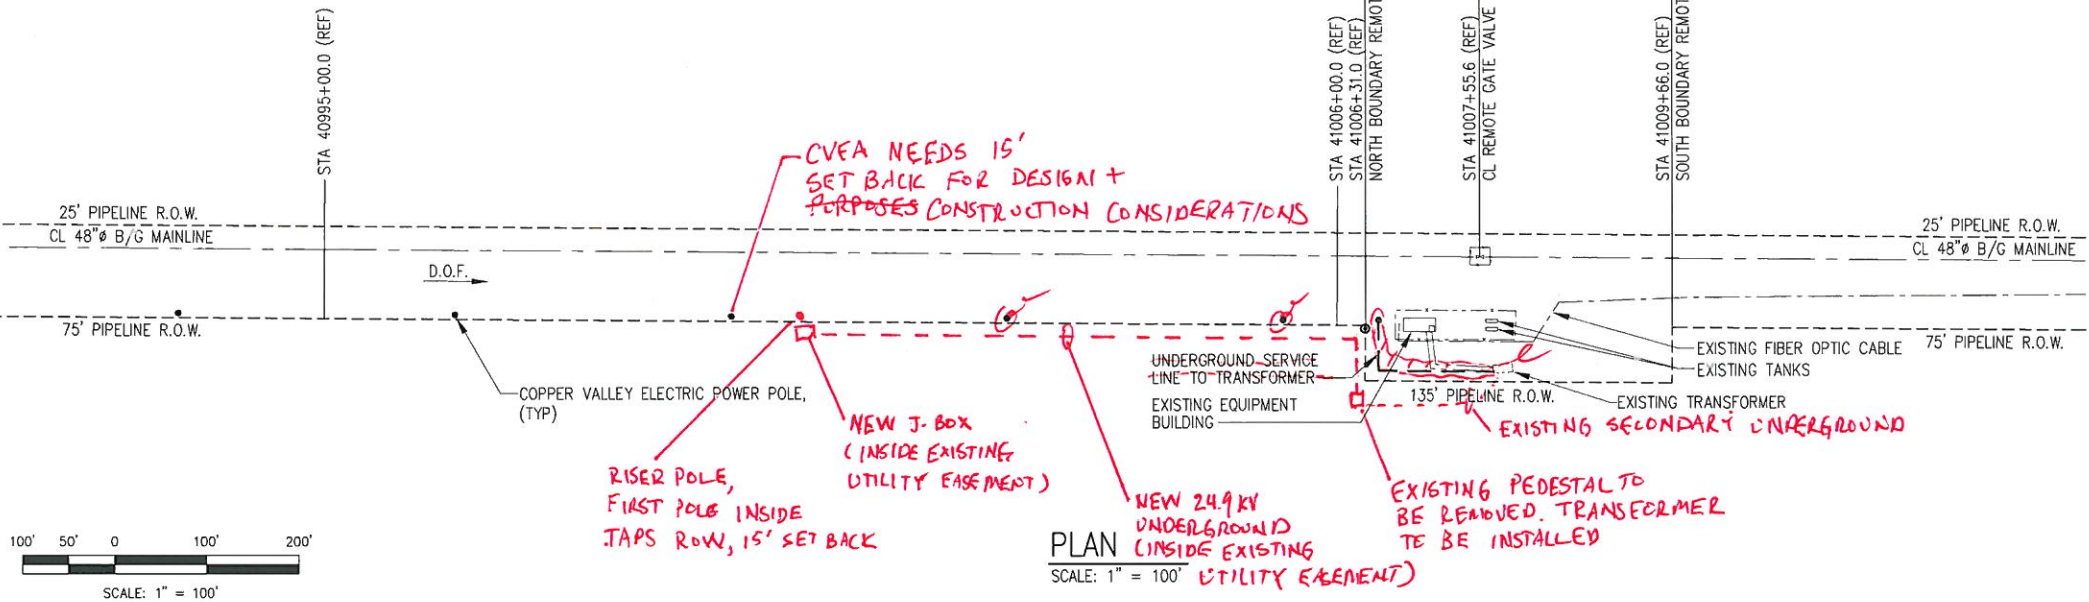 STA 40995+00.0 (REF)
STA 41006+00.0 (REF)
STA 41006+31.0 (REF)
NORTH BOUNDARY REMOT
STA 41007+55.6 (REF)
CL REMOTE GATE VALVE
STA 41009+66.0 (REF)
SOUTH BOUNDARY REMOT
CVEA NEEDS 15'
SET BACK FOR DESIGN +
PURPOSES CONSTRUCTION CONSIDERATIONS
25' PIPELINE R.O.W.
CL 48"ø B/G MAINLINE
25' PIPELINE R.O.W.
CL 48"ø B/G MAINLINE
D.O.F.
75' PIPELINE R.O.W.
75' PIPELINE R.O.W.
COPPER VALLEY ELECTRIC POWER POLE,
(TYP)
UNDERGROUND SERVICE
LINE TO TRANSFORMER
EXISTING EQUIPMENT
BUILDING
135' PIPELINE R.O.W.
EXISTING FIBER OPTIC CABLE
EXISTING TANKS
EXISTING TRANSFORMER
EXISTING SECONDARY UNDERGROUND
NEW J-BOX
(INSIDE EXISTING
UTILITY EASEMENT)
RISER POLE,
FIRST POLE INSIDE
TAPS ROW, 15' SET BACK
NEW 24.9 KV
UNDERGROUND
(INSIDE EXISTING
UTILITY EASEMENT)
EXISTING PEDESTAL TO
BE REMOVED. TRANSFORMER
TO BE INSTALLED
PLAN
SCALE: 1" = 100'
100' 50' 0 100' 200'
SCALE: 1" = 100'